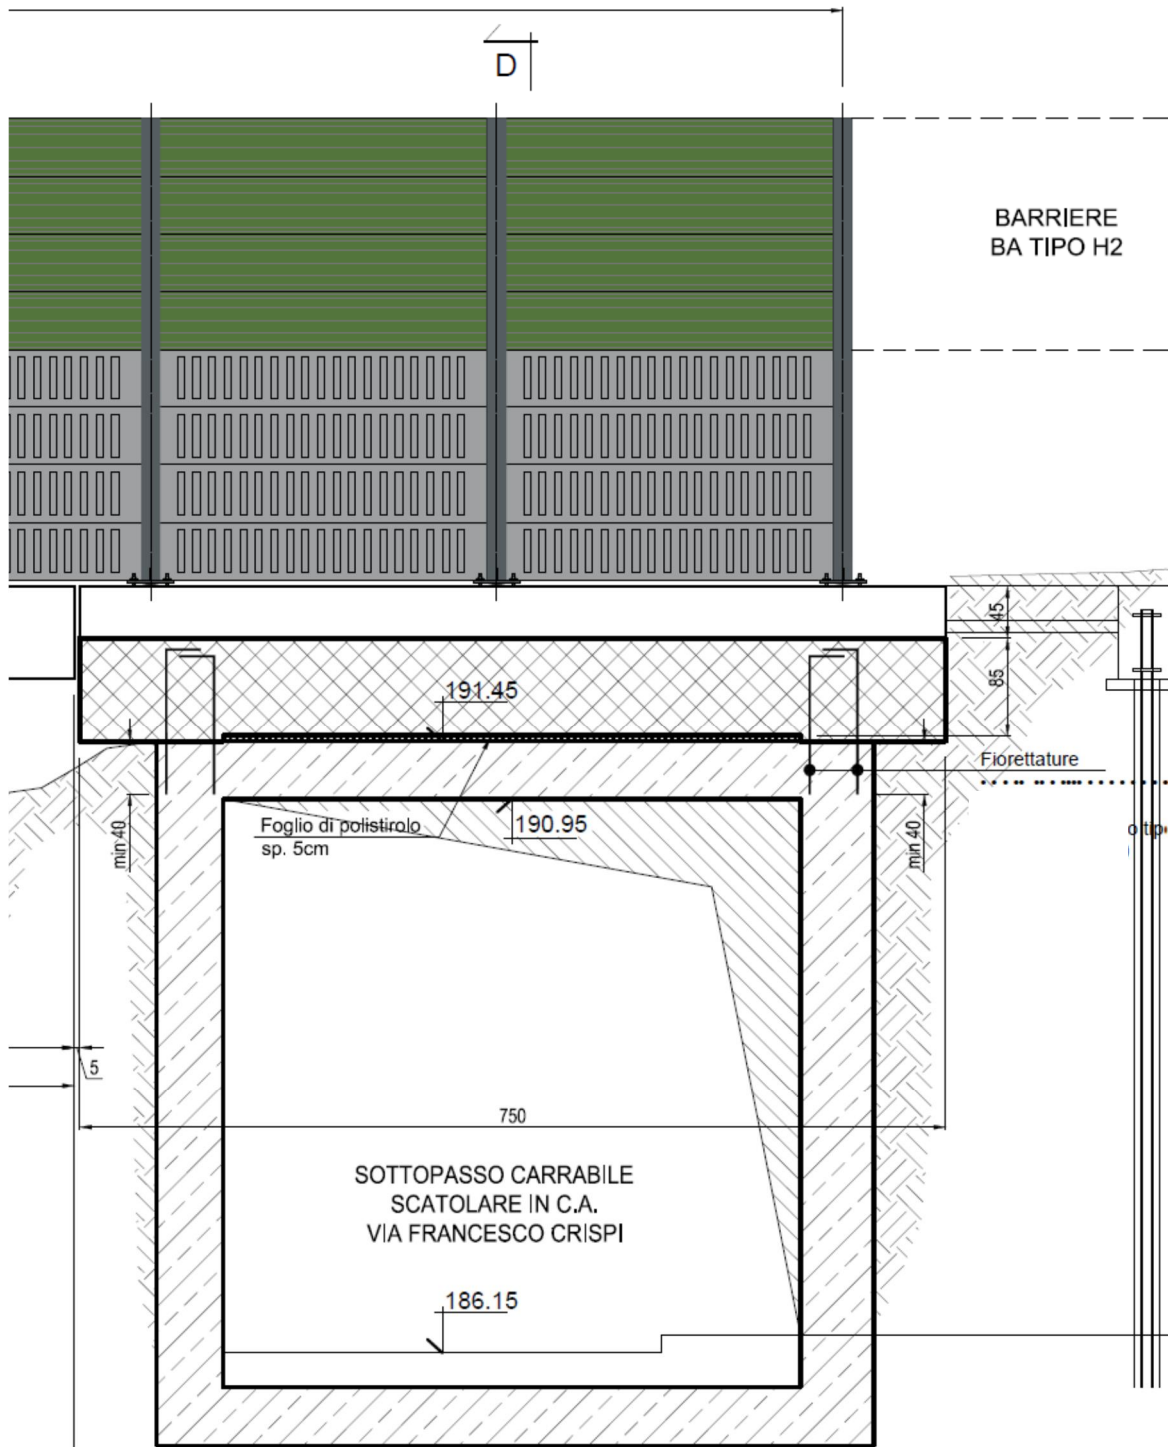 D
BARRIERE
BA TIPO H2
45
191.45
85
Fiorettature
Foglio di polistirolo
sp. 5cm
190.95
min 40
min 40
o tipo
5
750
SOTTOPASSO CARRABILE
SCATOLARE IN C.A.
VIA FRANCESCO CRISPI
186.15